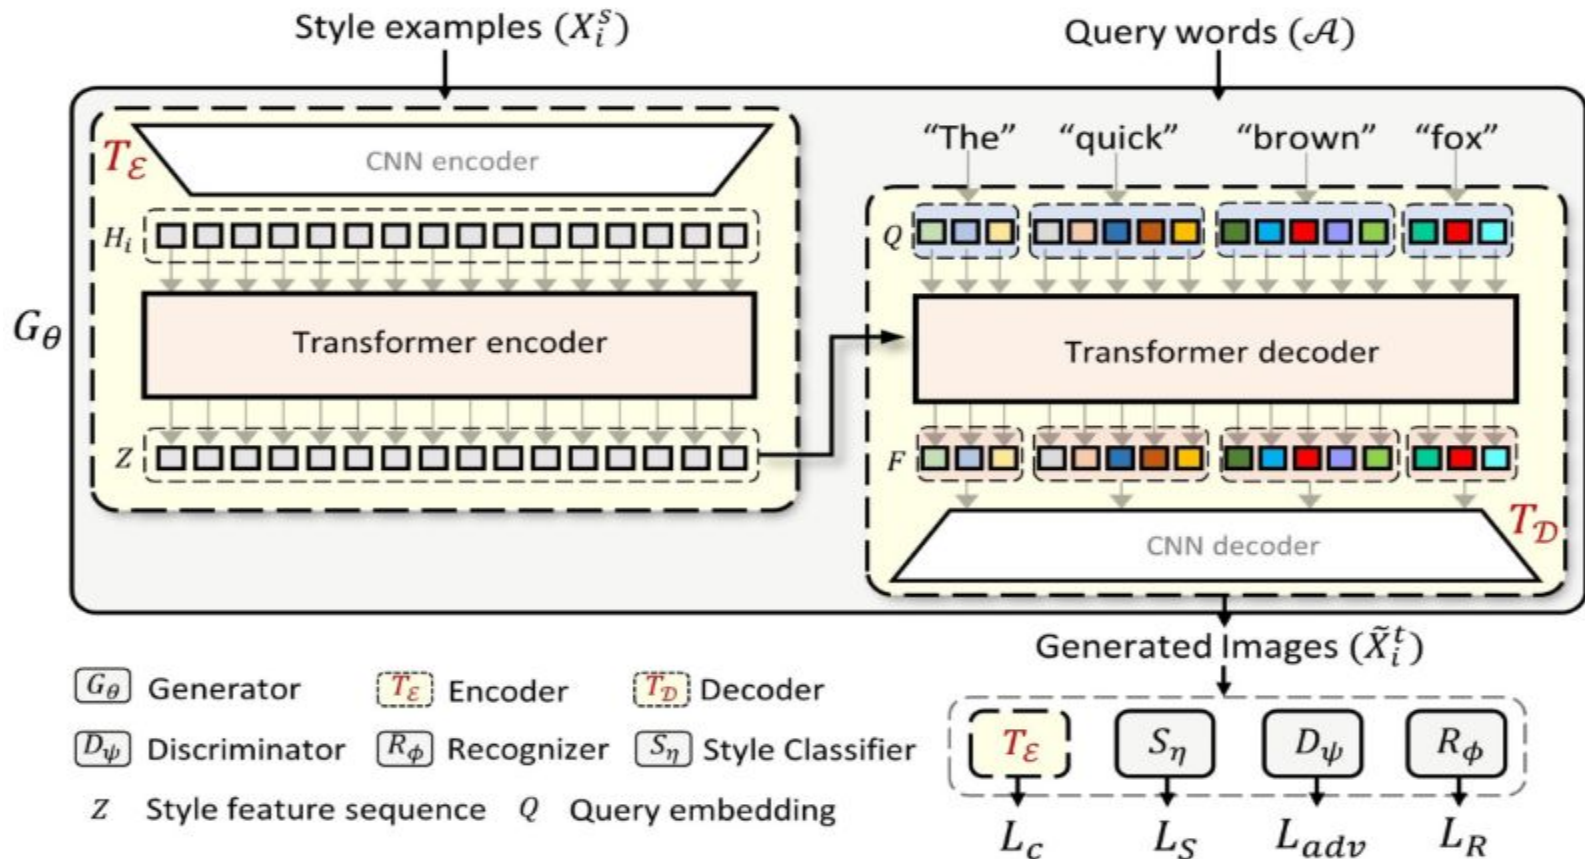 Style examples (X_i^s)
Query words (𝒜)
T_ℰ
CNN encoder
“The” “quick” “brown” “fox”
H_i
Q
G_θ
Transformer encoder
Transformer decoder
Z
F
CNN decoder
T_𝒟
Generated Images (X̃_i^t)
G_θ Generator T_ℰ Encoder T_𝒟 Decoder
D_ψ Discriminator R_ϕ Recognizer S_η Style Classifier
Z Style feature sequence Q Query embedding
T_ℰ S_η D_ψ R_ϕ
L_c L_S L_adv L_R